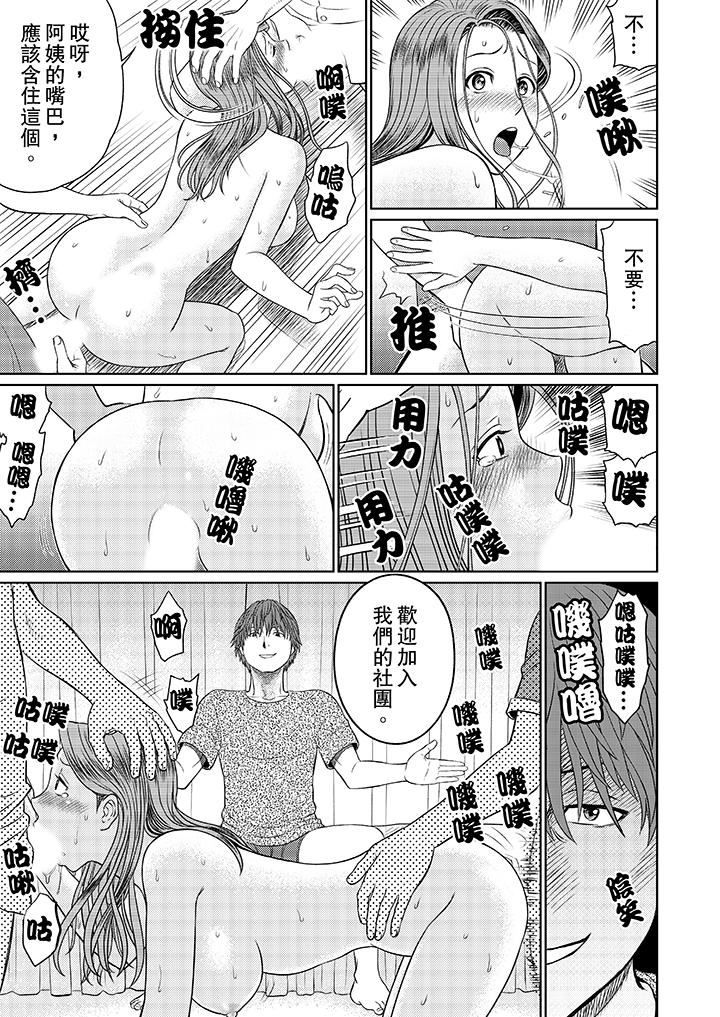 不…
噗
啾
按住
啊
噗
嗚
咕
哎呀，
阿姨的嘴巴，
應該含住這個。
擠…
不要…
推
嗯
噗
咕
噗
用力
用力
咕
噗
噗
嘰
嚕
啾
嗯
嗯
嗯…
嗯咕噗噗…
嘰噗嚕
陰笑
歡迎加入
我們的社團。
嘰
噗
嘰
噗
嘰
噗
嘰
噗
啊
噗
咕噗
咕噗
咕
啾
咕